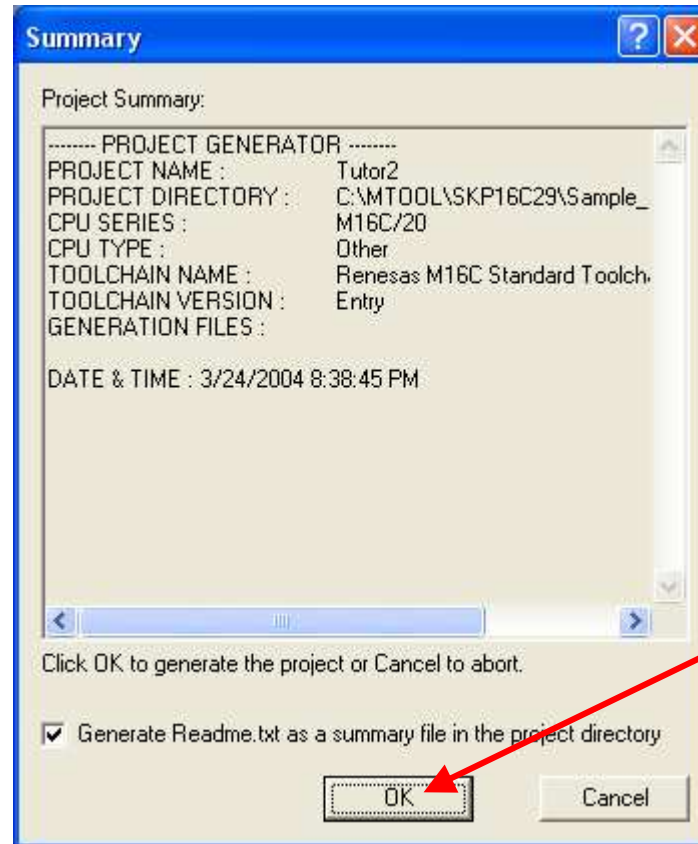 Summary
Project Summary:
-------- PROJECT GENERATOR --------
PROJECT NAME : Tutor2
PROJECT DIRECTORY : C:\MTOOL\SKP16C29\Sample_
CPU SERIES : M16C/20
CPU TYPE : Other
TOOLCHAIN NAME : Renesas M16C Standard Toolch
TOOLCHAIN VERSION : Entry
GENERATION FILES :
DATE & TIME : 3/24/2004 8:38:45 PM
Click OK to generate the project or Cancel to abort.
Generate Readme.txt as a summary file in the project directory
OK Cancel